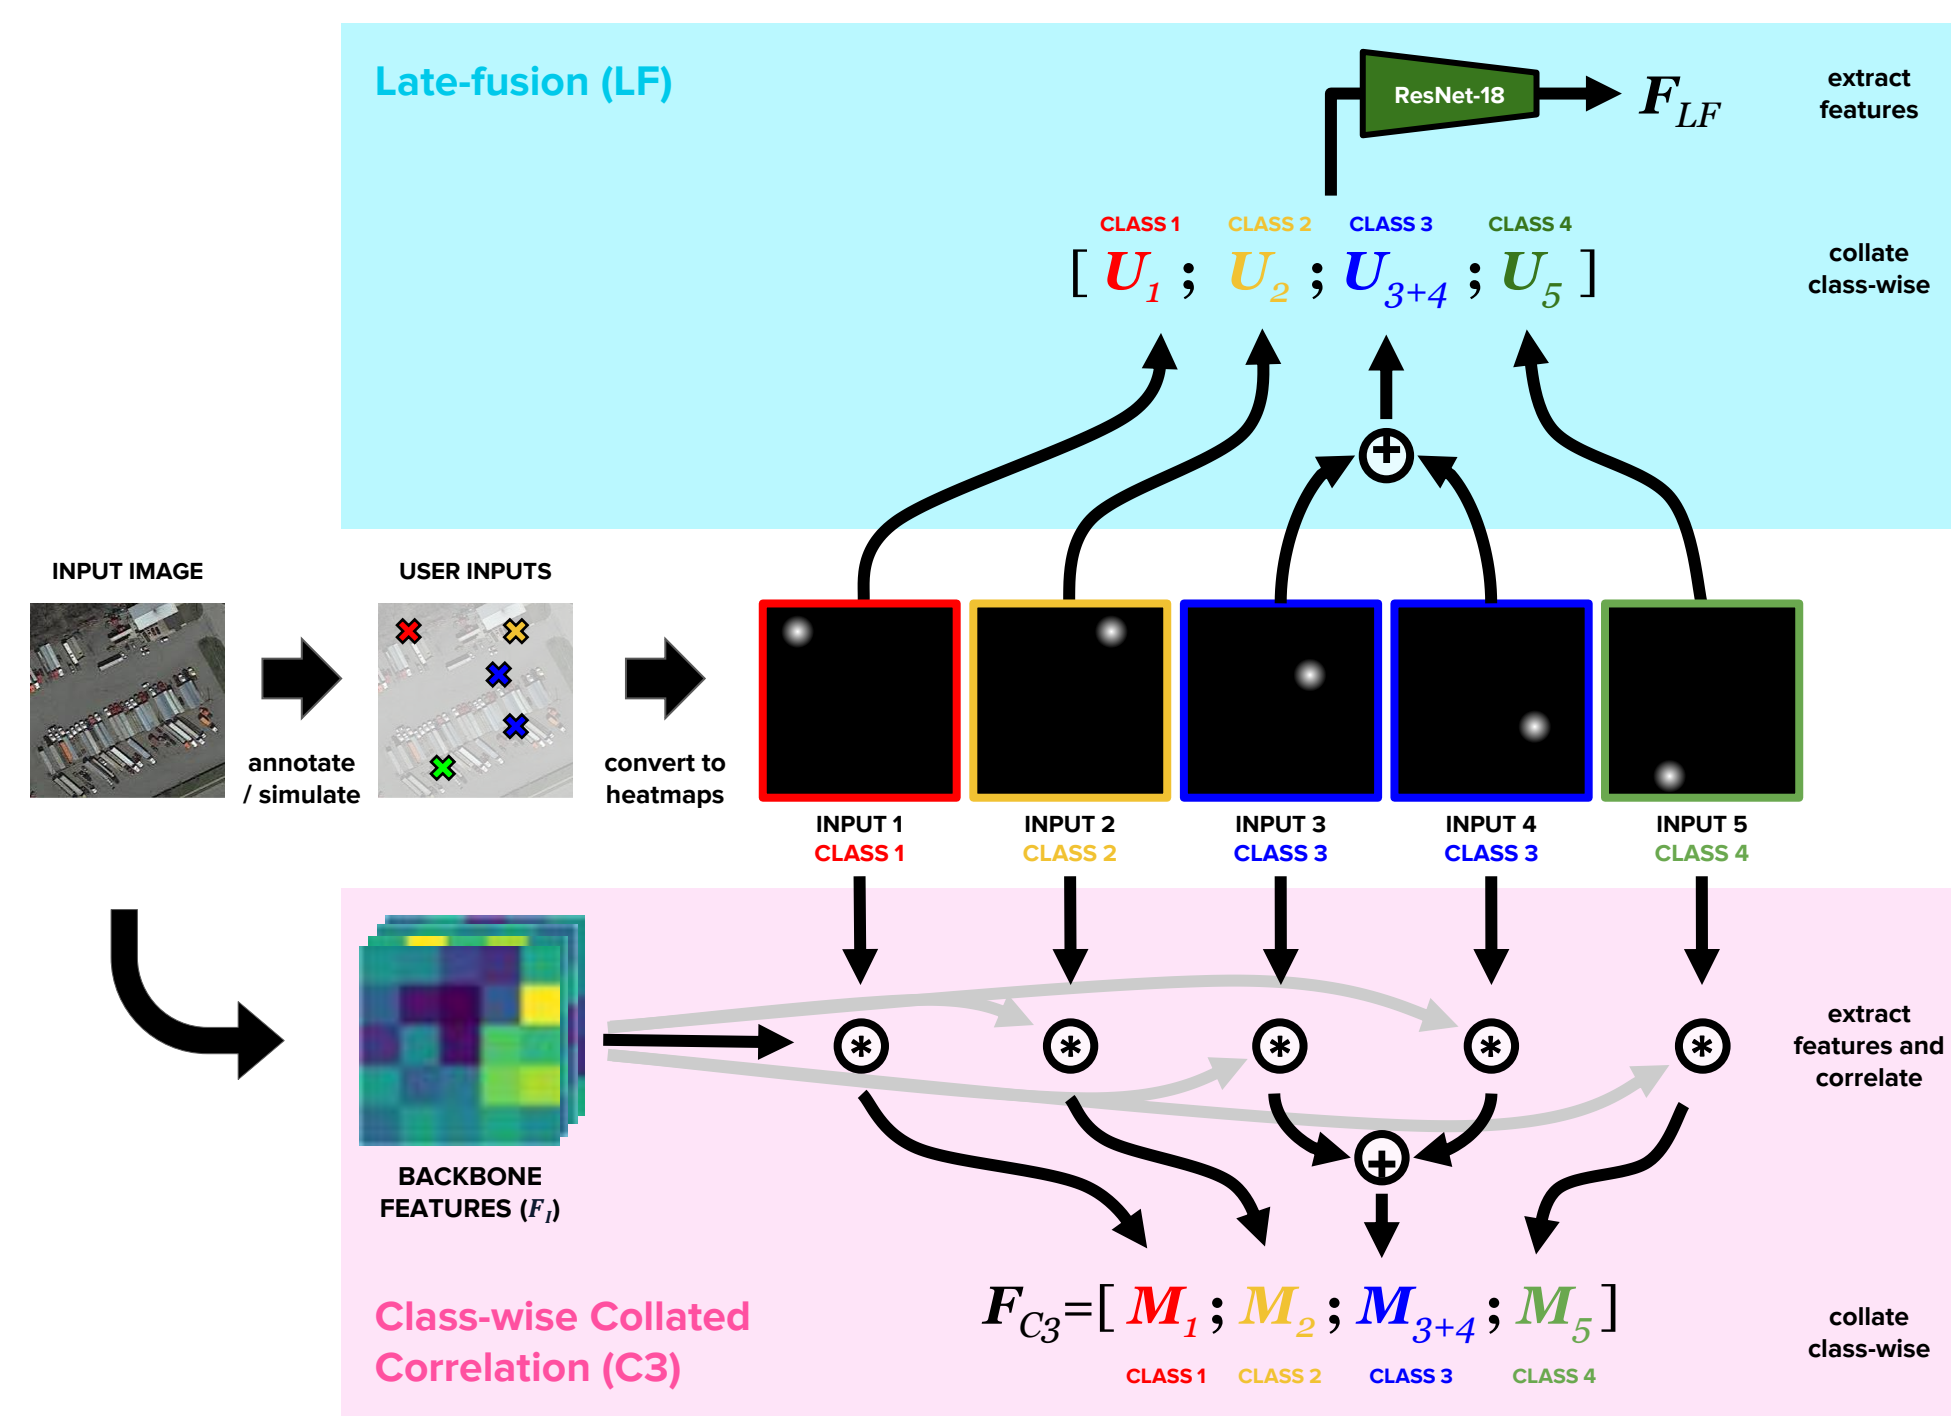 Late-fusion (LF)
ResNet-18
F_LF
extract
features
CLASS 1 CLASS 2 CLASS 3 CLASS 4
[ U_1 ; U_2 ; U_3+4 ; U_5 ]
collate
class-wise
+
INPUT IMAGE
USER INPUTS
annotate
/ simulate
convert to
heatmaps
INPUT 1
CLASS 1
INPUT 2
CLASS 2
INPUT 3
CLASS 3
INPUT 4
CLASS 3
INPUT 5
CLASS 4
* * * * *
extract
features and
correlate
+
BACKBONE
FEATURES (F_I)
Class-wise Collated
Correlation (C3)
F_C3=[ M_1 ; M_2 ; M_3+4 ; M_5 ]
CLASS 1 CLASS 2 CLASS 3 CLASS 4
collate
class-wise